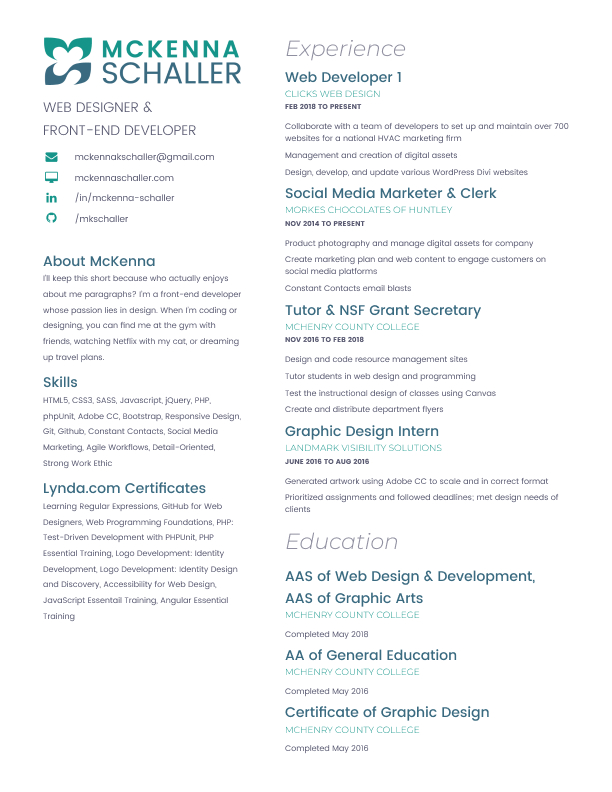 MCKENNA
SCHALLER
WEB DESIGNER &
FRONT-END DEVELOPER
mckennakschaller@gmail.com
mckennaschaller.com
/in/mckenna-schaller
/mkschaller
About McKenna
I'll keep this short because who actually enjoys
about me paragraphs? I'm a front-end developer
whose passion lies in design. When I'm coding or
designing, you can find me at the gym with
friends, watching Netflix with my cat, or dreaming
up travel plans.
Skills
HTML5, CSS3, SASS, Javascript, jQuery, PHP,
phpUnit, Adobe CC, Bootstrap, Responsive Design,
Git, Github, Constant Contacts, Social Media
Marketing, Agile Workflows, Detail-Oriented,
Strong Work Ethic
Lynda.com Certificates
Learning Regular Expressions, GitHub for Web
Designers, Web Programming Foundations, PHP:
Test-Driven Development with PHPUnit, PHP
Essential Training, Logo Development: Identity
Development, Logo Development: Identity Design
and Discovery, Accessibility for Web Design,
JavaScript Essentail Training, Angular Essential
Training
Experience
Web Developer 1
CLICKS WEB DESIGN
FEB 2018 TO PRESENT
Collaborate with a team of developers to set up and maintain over 700
websites for a national HVAC marketing firm
Management and creation of digital assets
Design, develop, and update various WordPress Divi websites
Social Media Marketer & Clerk
MORKES CHOCOLATES OF HUNTLEY
NOV 2014 TO PRESENT
Product photography and manage digital assets for company
Create marketing plan and web content to engage customers on
social media platforms
Constant Contacts email blasts
Tutor & NSF Grant Secretary
MCHENRY COUNTY COLLEGE
NOV 2016 TO FEB 2018
Design and code resource management sites
Tutor students in web design and programming
Test the instructional design of classes using Canvas
Create and distribute department flyers
Graphic Design Intern
LANDMARK VISIBILITY SOLUTIONS
JUNE 2016 TO AUG 2016
Generated artwork using Adobe CC to scale and in correct format
Prioritized assignments and followed deadlines; met design needs of
clients
Education
AAS of Web Design & Development,
AAS of Graphic Arts
MCHENRY COUNTY COLLEGE
Completed May 2018
AA of General Education
MCHENRY COUNTY COLLEGE
Completed May 2016
Certificate of Graphic Design
MCHENRY COUNTY COLLEGE
Completed May 2016